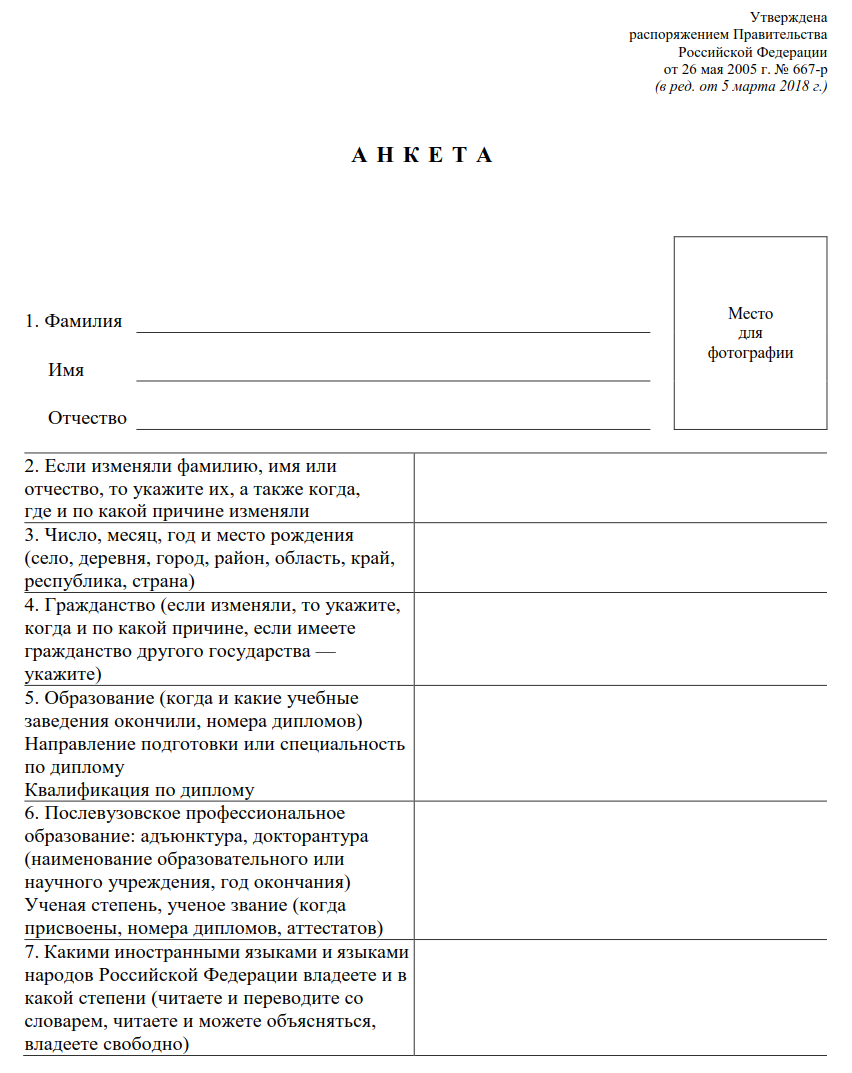 Утверждена
распоряжением Правительства
Российской Федерации
от 26 мая 2005 г. № 667-р
(в ред. от 5 марта 2018 г.)
А Н К Е Т А
Место
для
фотографии
1. Фамилия
Имя
Отчество
2. Если изменяли фамилию, имя или
отчество, то укажите их, а также когда,
где и по какой причине изменяли
3. Число, месяц, год и место рождения
(село, деревня, город, район, область, край,
республика, страна)
4. Гражданство (если изменяли, то укажите,
когда и по какой причине, если имеете
гражданство другого государства —
укажите)
5. Образование (когда и какие учебные
заведения окончили, номера дипломов)
Направление подготовки или специальность
по диплому
Квалификация по диплому
6. Послевузовское профессиональное
образование: адъюнктура, докторантура
(наименование образовательного или
научного учреждения, год окончания)
Ученая степень, ученое звание (когда
присвоены, номера дипломов, аттестатов)
7. Какими иностранными языками и языками
народов Российской Федерации владеете и в
какой степени (читаете и переводите со
словарем, читаете и можете объясняться,
владеете свободно)